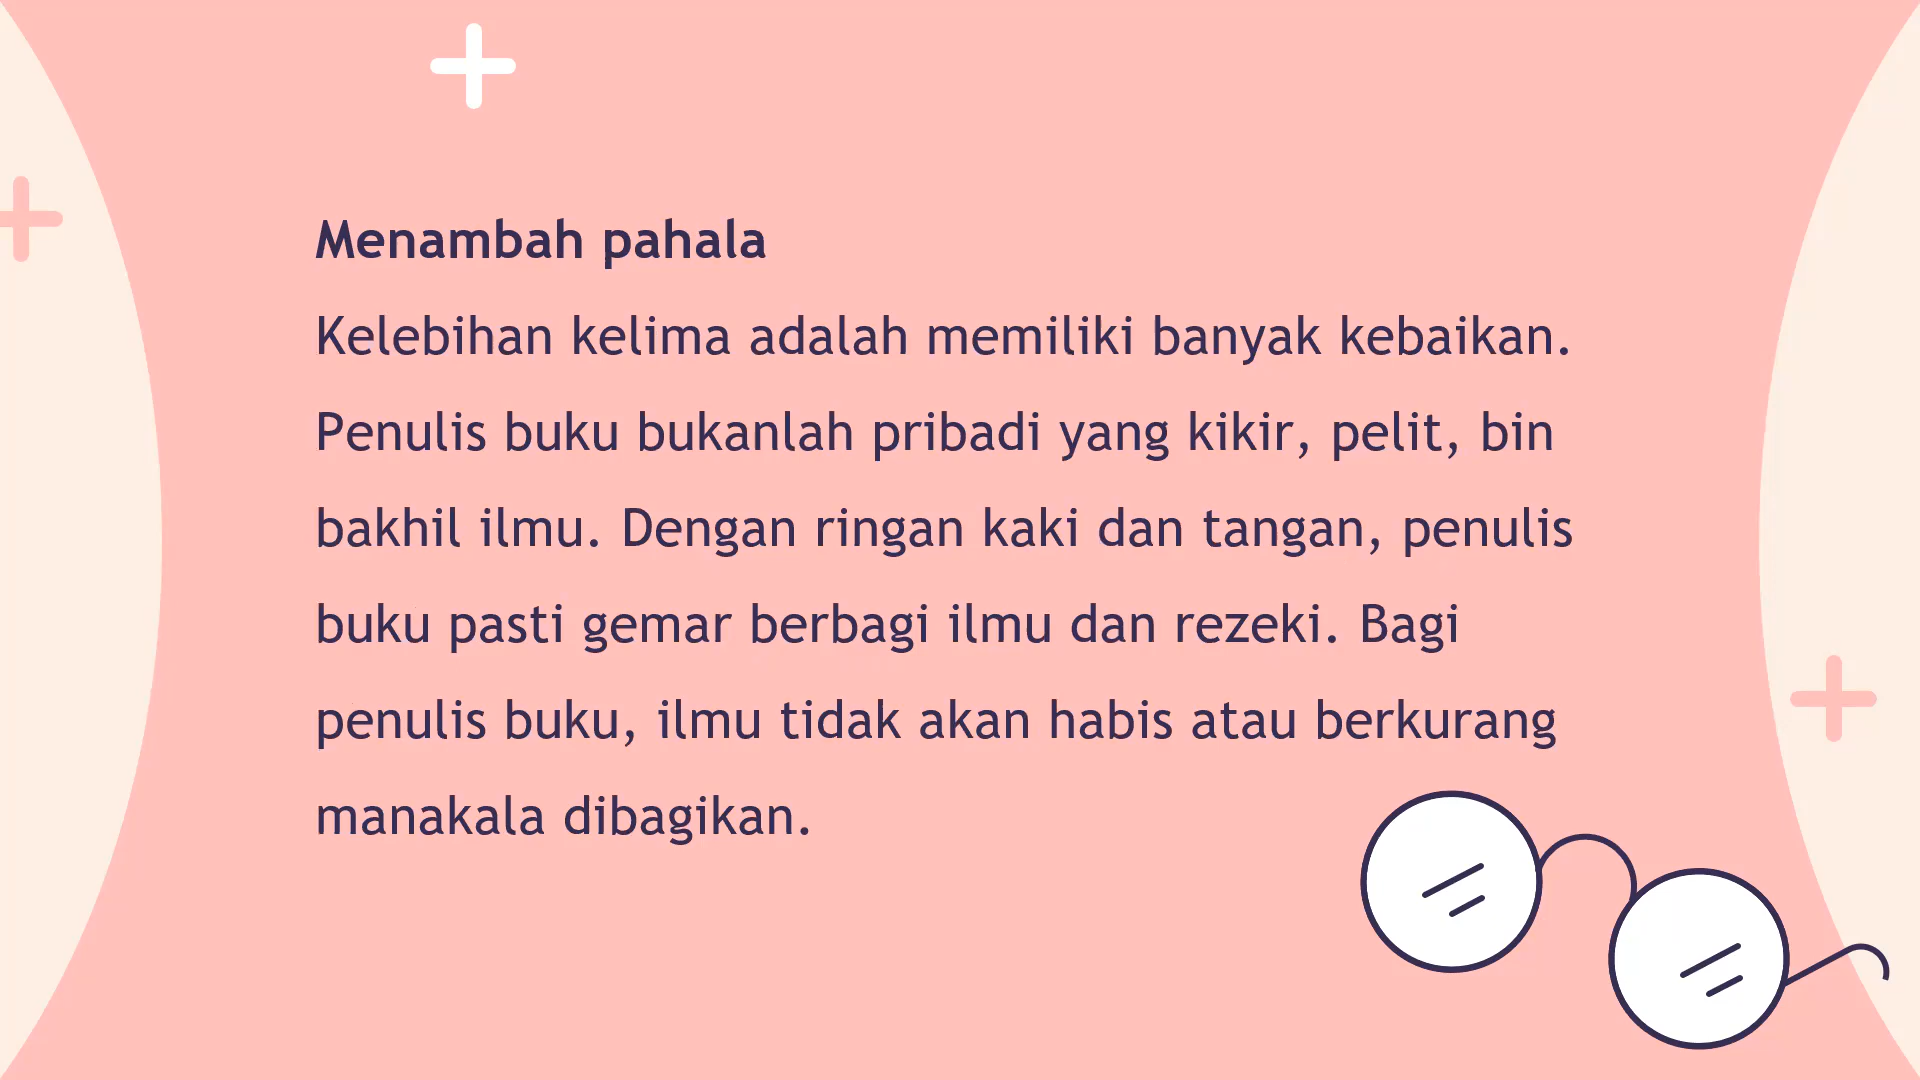 Menambah pahala
Kelebihan kelima adalah memiliki banyak kebaikan.
Penulis buku bukanlah pribadi yang kikir, pelit, bin
bakhil ilmu. Dengan ringan kaki dan tangan, penulis
buku pasti gemar berbagi ilmu dan rezeki. Bagi
penulis buku, ilmu tidak akan habis atau berkurang
manakala dibagikan.